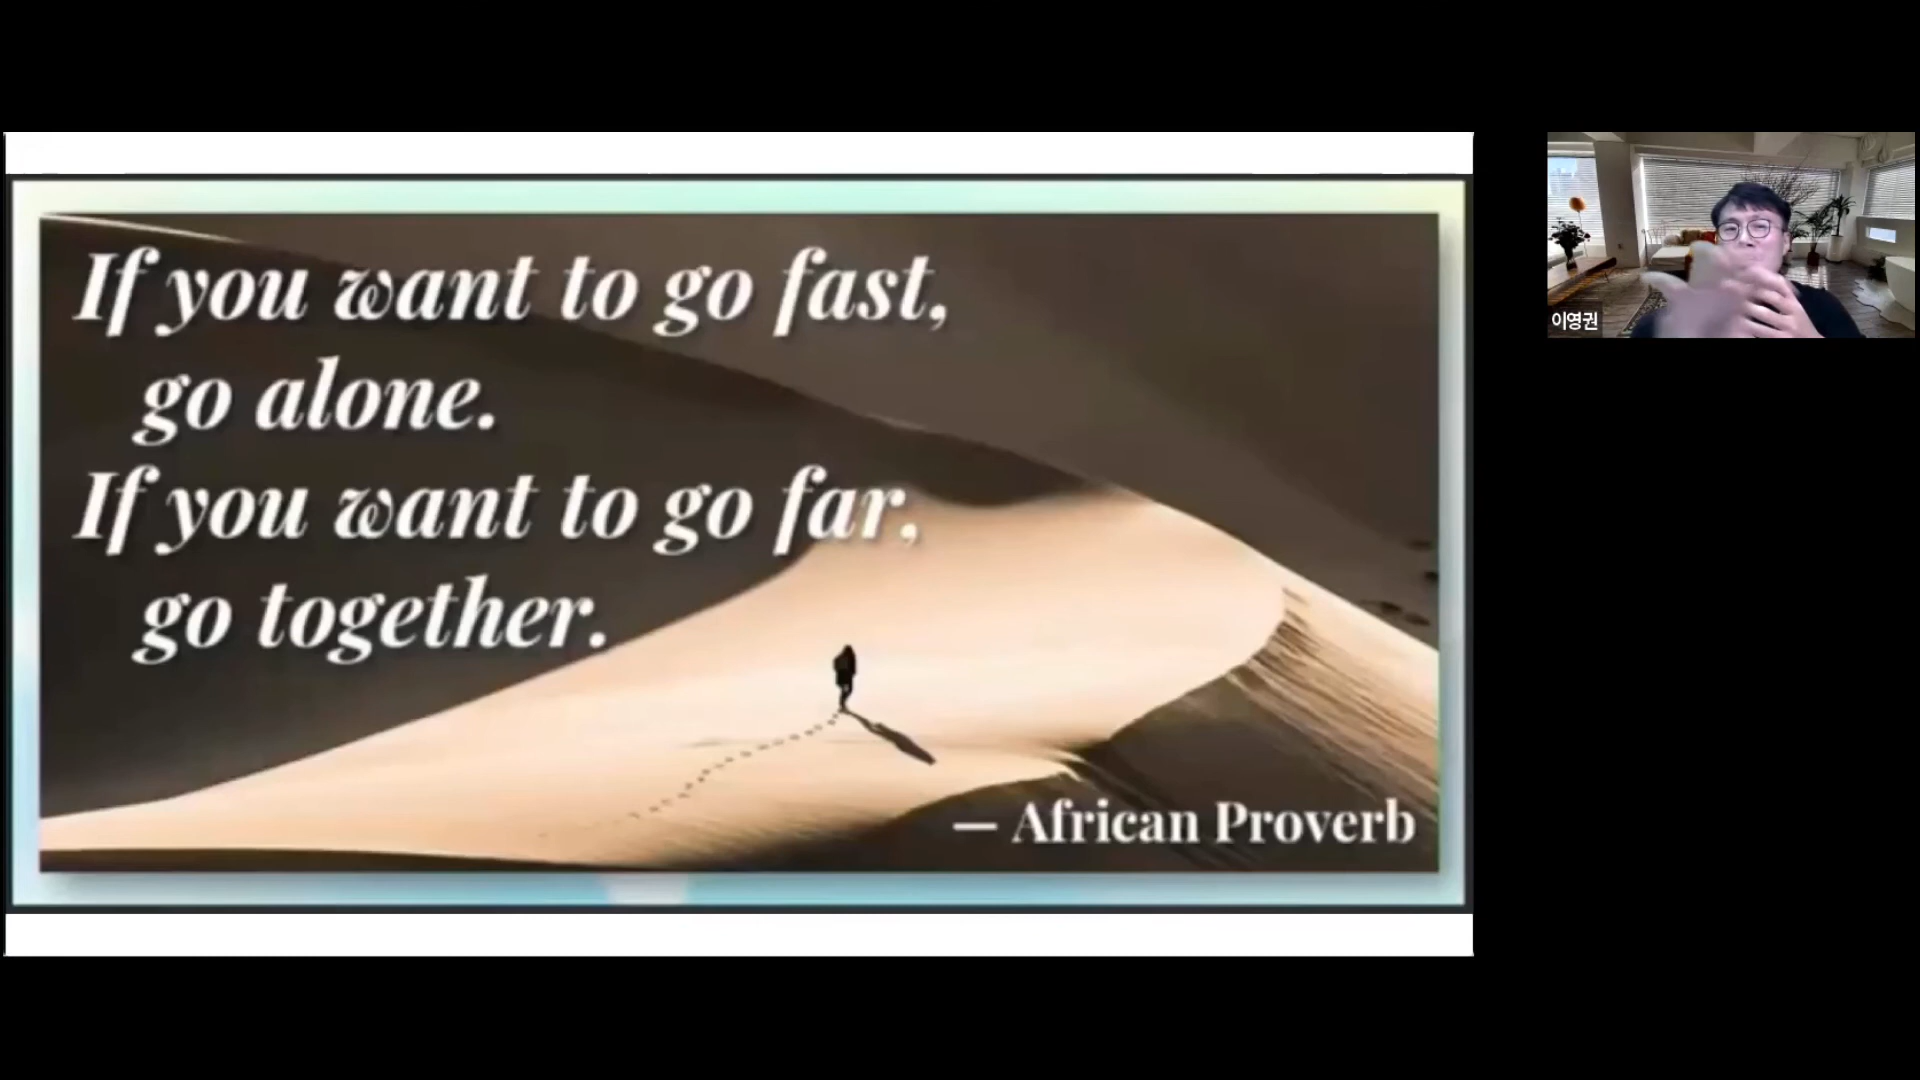 If you want to go fast,
go alone.
If you want to go far,
go together.
— African Proverb
이영권